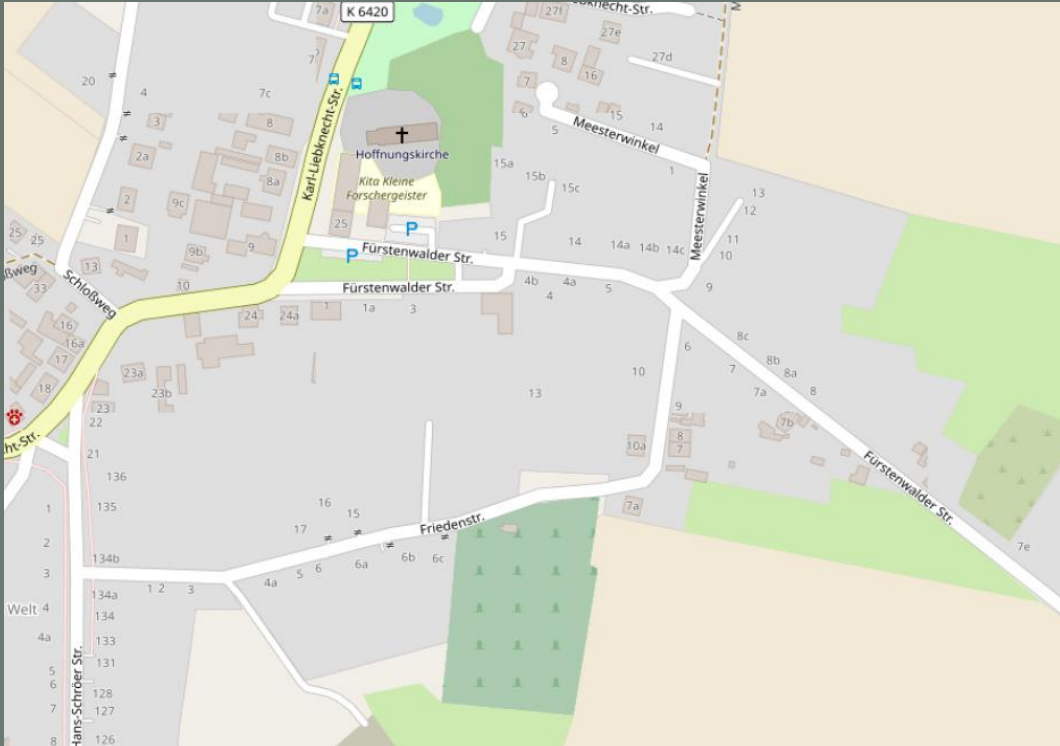 K 6420
ebknecht-Str.
M
7a
27f
27e
27
8
27d
7
16
7
20
4
7c
3
8
6
15
14
5
Meesterwinkel
2a
8b
Karl-Liebknecht-Str.
Hoffnungskirche
8a
Kita Kleine
Forschergeister
15a
15b
15c
1
Meesterwinkel
13
12
2
9c
25
P
15
14
14a
14b
14c
11
10
1
9b
9
P
Fürstenwalder Str.
25
25
ßweg
13
33
Schloßweg
10
Fürstenwalder Str.
4b
4a
4
5
9
16
16a
24
24a
1
1a
3
17
6
8c
8b
8a
7
8
18
23a
23b
10
13
7a
23
22
9
7b
ht-Str.
8
10a
7
21
Fürstenwalder Str.
136
16
15
7a
1
135
17
Friedenstr.
7e
2
134b
6b
6c
6a
6
5
3
4a
1
2
3
134a
Welt
4
134
4a
133
131
5
6
128
7
127
8
126
Hans-Schröer Str.